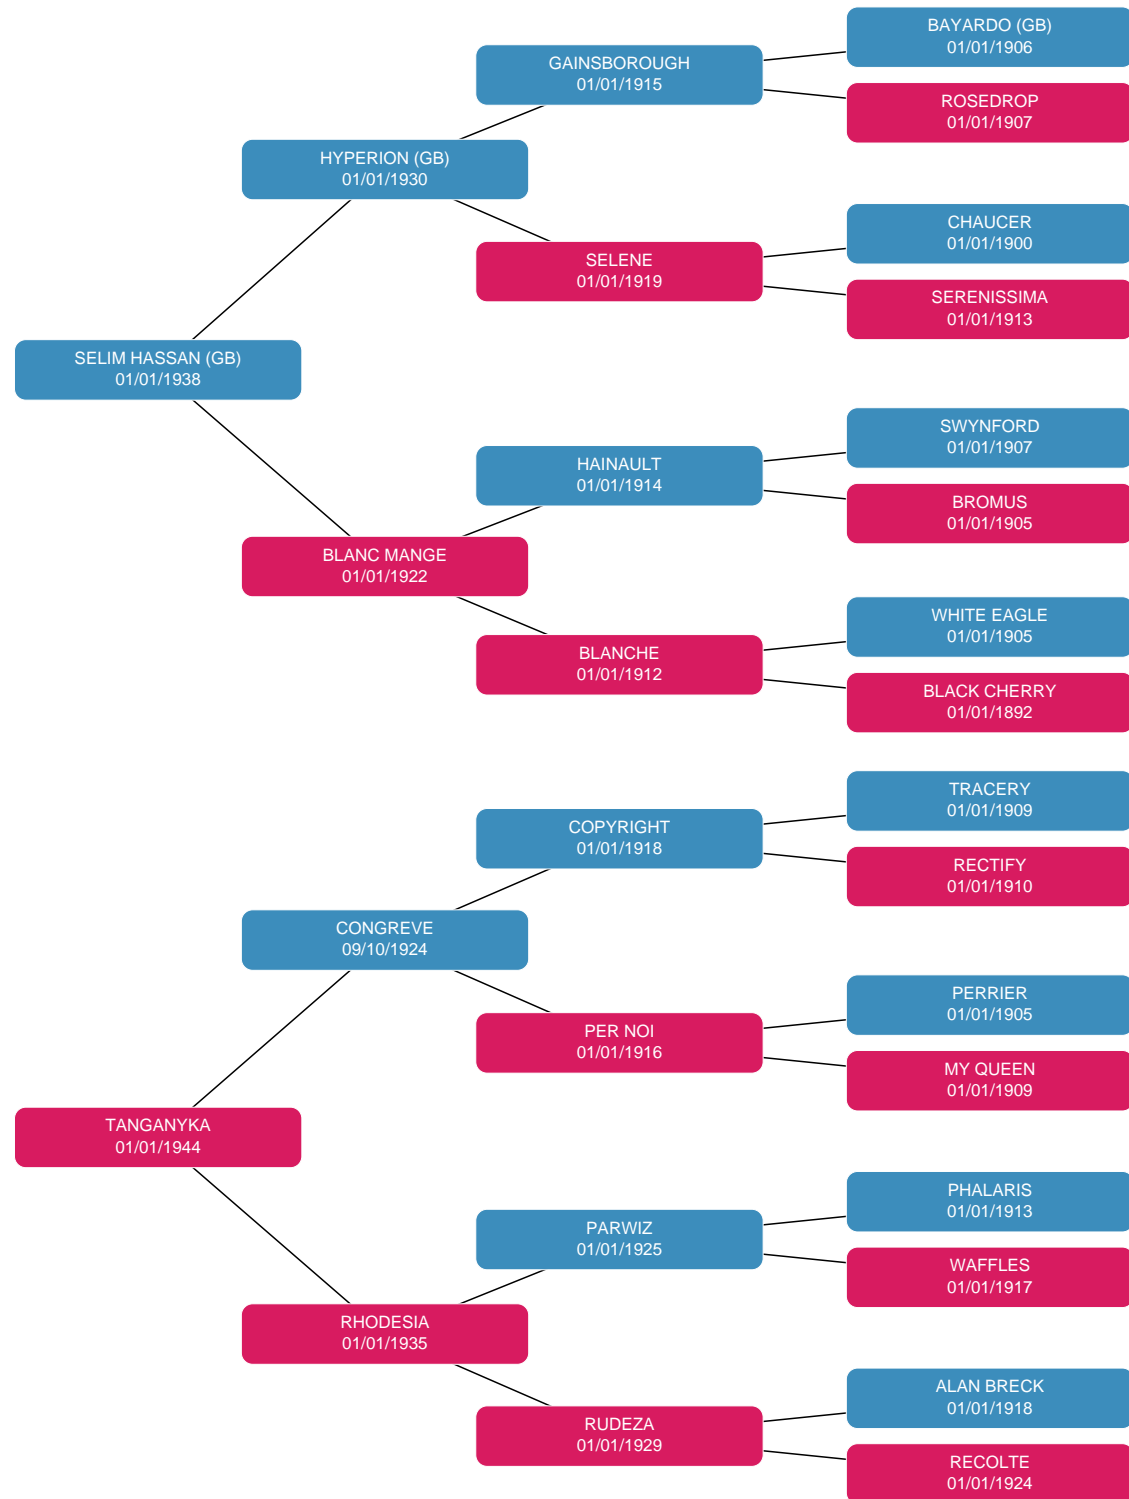 BAYARDO (GB)
01/01/1906
GAINSBOROUGH
01/01/1915
ROSEDROP
01/01/1907
HYPERION (GB)
01/01/1930
CHAUCER
01/01/1900
SELENE
01/01/1919
SERENISSIMA
01/01/1913
SELIM HASSAN (GB)
01/01/1938
SWYNFORD
01/01/1907
HAINAULT
01/01/1914
BROMUS
01/01/1905
BLANC MANGE
01/01/1922
WHITE EAGLE
01/01/1905
BLANCHE
01/01/1912
BLACK CHERRY
01/01/1892
TRACERY
01/01/1909
COPYRIGHT
01/01/1918
RECTIFY
01/01/1910
CONGREVE
09/10/1924
PERRIER
01/01/1905
PER NOI
01/01/1916
MY QUEEN
01/01/1909
TANGANYKA
01/01/1944
PHALARIS
01/01/1913
PARWIZ
01/01/1925
WAFFLES
01/01/1917
RHODESIA
01/01/1935
ALAN BRECK
01/01/1918
RUDEZA
01/01/1929
RECOLTE
01/01/1924